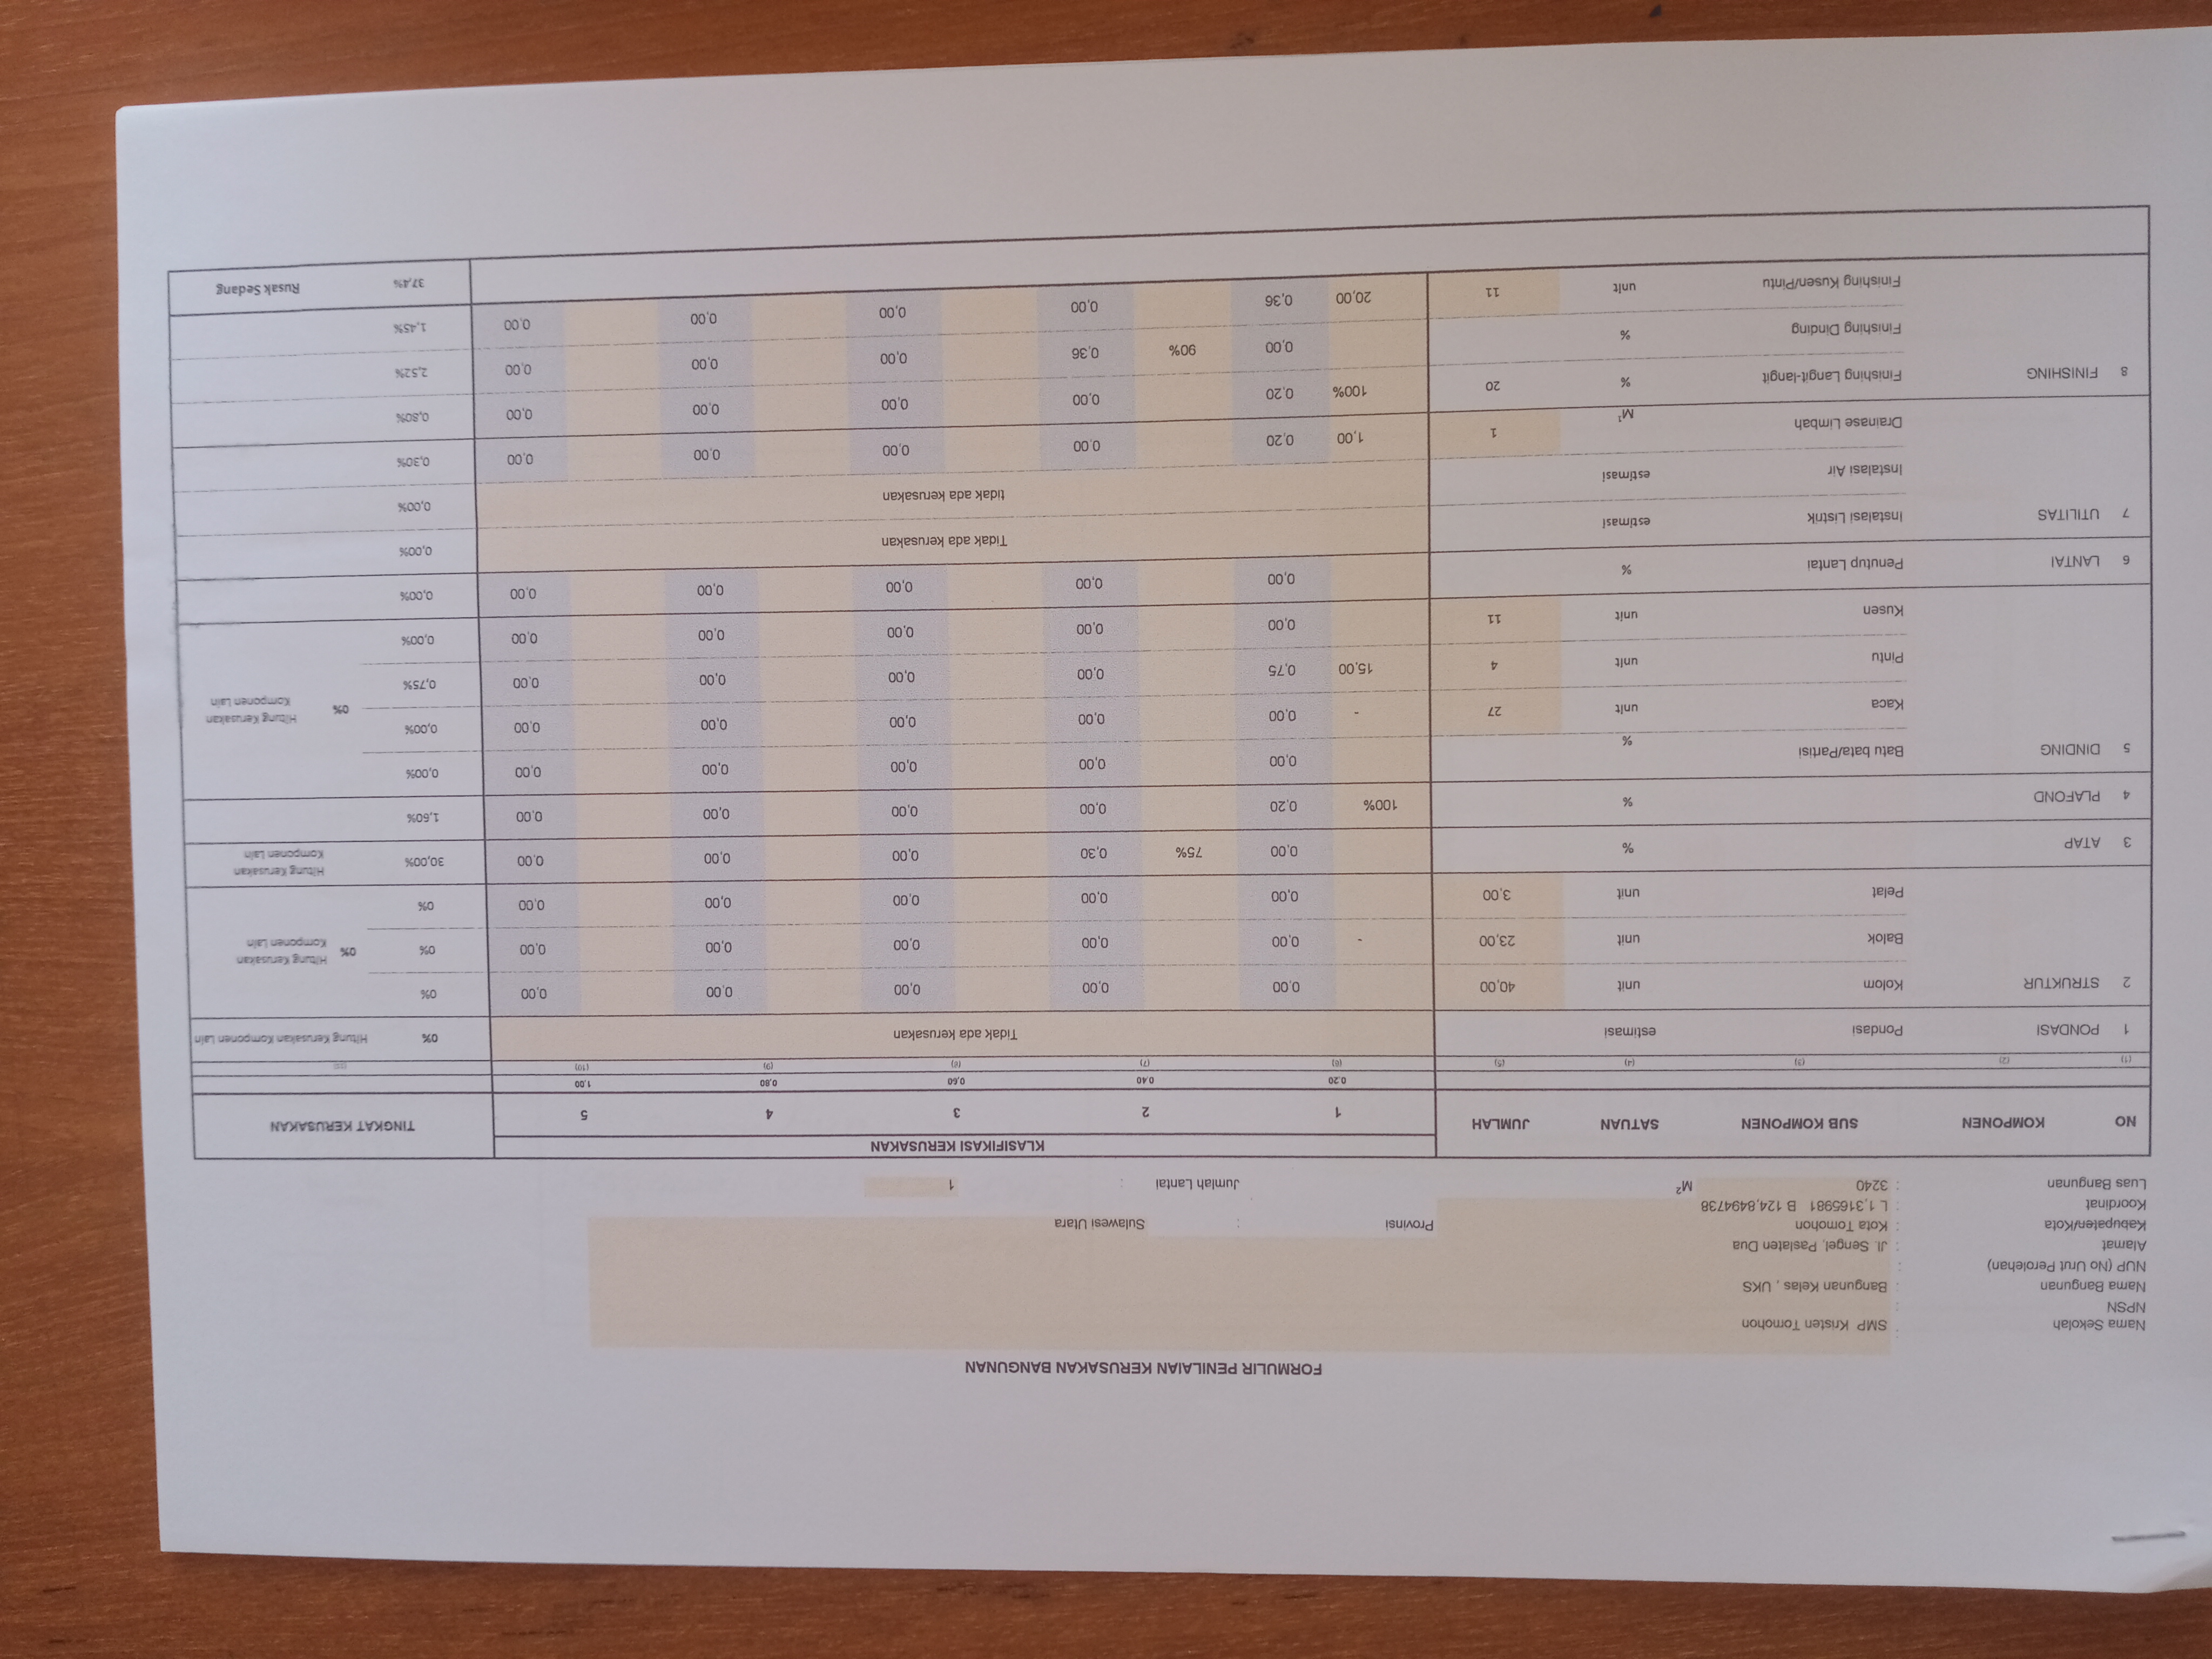 FORMULIR PENILAIAN KERUSAKAN BANGUNAN
Nama Sekolah : SMP Kristen Tomohon
NPSN :
Nama Bangunan : Bangunan Kelas , UKS
NUP (No Urut Perolehan) :
Alamat : Jl. Sengel, Paslaten Dua
Kabupaten/Kota : Kota Tomohon Provinsi : Sulawesi Utara
Koordinat : L 1,3165981 B 124,8494738
Luas Bangunan : 3240 M² Jumlah Lantai : 1
NO KOMPONEN SUB KOMPONEN SATUAN JUMLAH KLASIFIKASI KERUSAKAN TINGKAT KERUSAKAN
1 2 3 4 5
0.20 0.40 0,60 0,80 1,00
(1) (2) (3) (4) (5) (6) (7) (8) (9) (10)
1 PONDASI Pondasi estimasi Tidak ada kerusakan 0% Hitung Kerusakan Komponen Lain
2 STRUKTUR Kolom unit 40,00 0,00 0,00 0,00 0,00 0,00 0%
Balok unit 23,00 - 0,00 0,00 0,00 0,00 0,00 0% 0% Hitung Kerusakan Komponen Lain
Pelat unit 3,00 0,00 0,00 0,00 0,00 0,00 0%
3 ATAP % 0,00 75% 0,30 0,00 0,00 0,00 30,00% Hitung Kerusakan Komponen Lain
4 PLAFOND % 100% 0,20 0,00 0,00 0,00 0,00 1,60%
5 DINDING Batu bata/Partisi % 0,00 0,00 0,00 0,00 0,00 0,00%
Kaca unit 27 - 0,00 0,00 0,00 0,00 0,00 0,00% 0% Hitung Kerusakan Komponen Lain
Pintu unit 4 15,00 0,75 0,00 0,00 0,00 0,00 0,75%
Kusen unit 11 0,00 0,00 0,00 0,00 0,00 0,00%
6 LANTAI Penutup Lantai % 0,00 0,00 0,00 0,00 0,00 0,00%
7 UTILITAS Instalasi Listrik estimasi Tidak ada kerusakan 0,00%
Instalasi Air estimasi tidak ada kerusakan 0,00%
Drainase Limbah M¹ 1 1,00 0,20 0,00 0,00 0,00 0,00 0,30%
8 FINISHING Finishing Langit-langit % 20 100% 0,20 0,00 0,00 0,00 0,00 0,80%
Finishing Dinding % 0,00 90% 0,36 0,00 0,00 0,00 2,52%
Finishing Kusen/Pintu unit 11 20,00 0,36 0,00 0,00 0,00 0,00 1,45%
37,4% Rusak Sedang